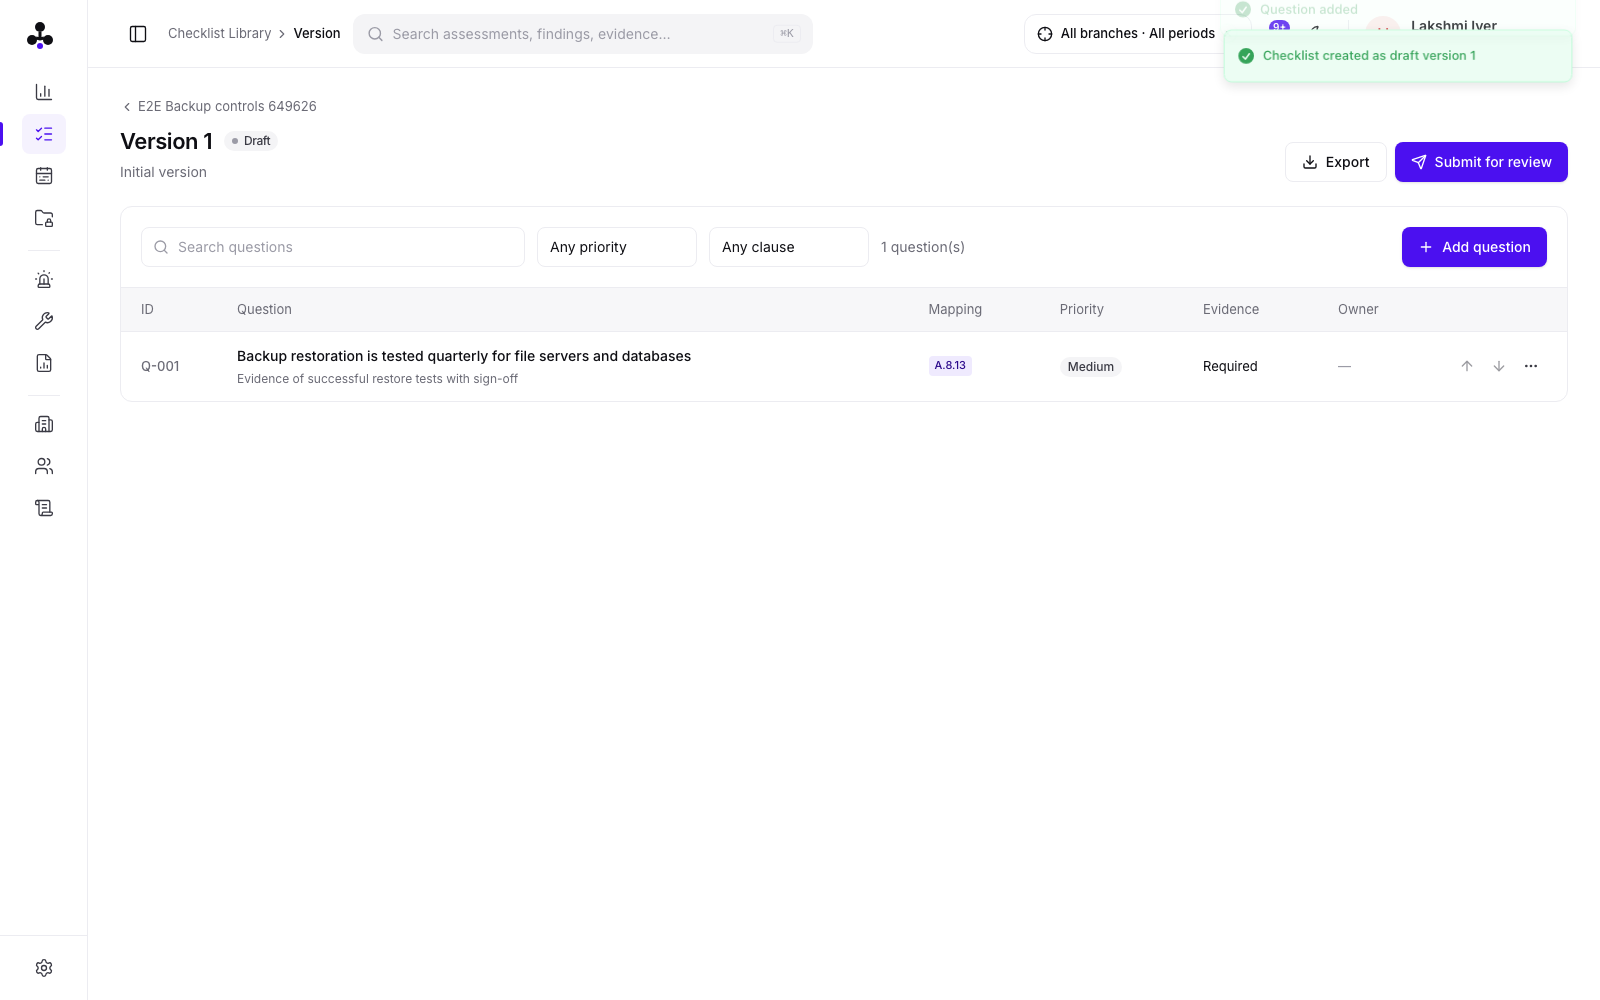 Checklist Library > Version
Search assessments, findings, evidence...
⌘K
All branches · All periods
9+
Lakshmi Iyer
Question added
Checklist created as draft version 1
E2E Backup controls 649626
Version 1
Draft
Initial version
Export
Submit for review
Search questions
Any priority
Any clause
1 question(s)
Add question
ID Question Mapping Priority Evidence Owner
Q-001
Backup restoration is tested quarterly for file servers and databases
Evidence of successful restore tests with sign-off
A.8.13
Medium
Required
—